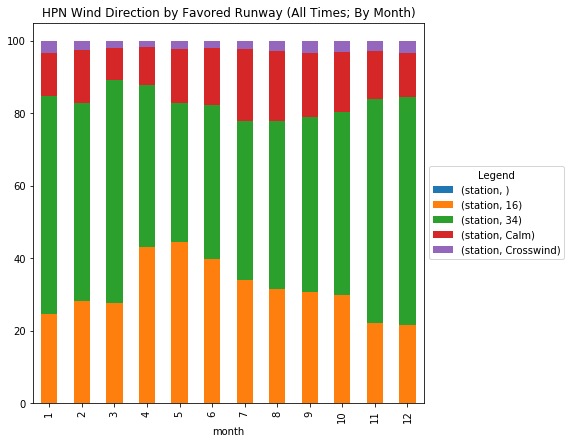 HPN Wind Direction by Favored Runway (All Times; By Month)
100
80
60
40
20
0
1 2 3 4 5 6 7 8 9 10 11 12
month
Legend
(station, )
(station, 16)
(station, 34)
(station, Calm)
(station, Crosswind)